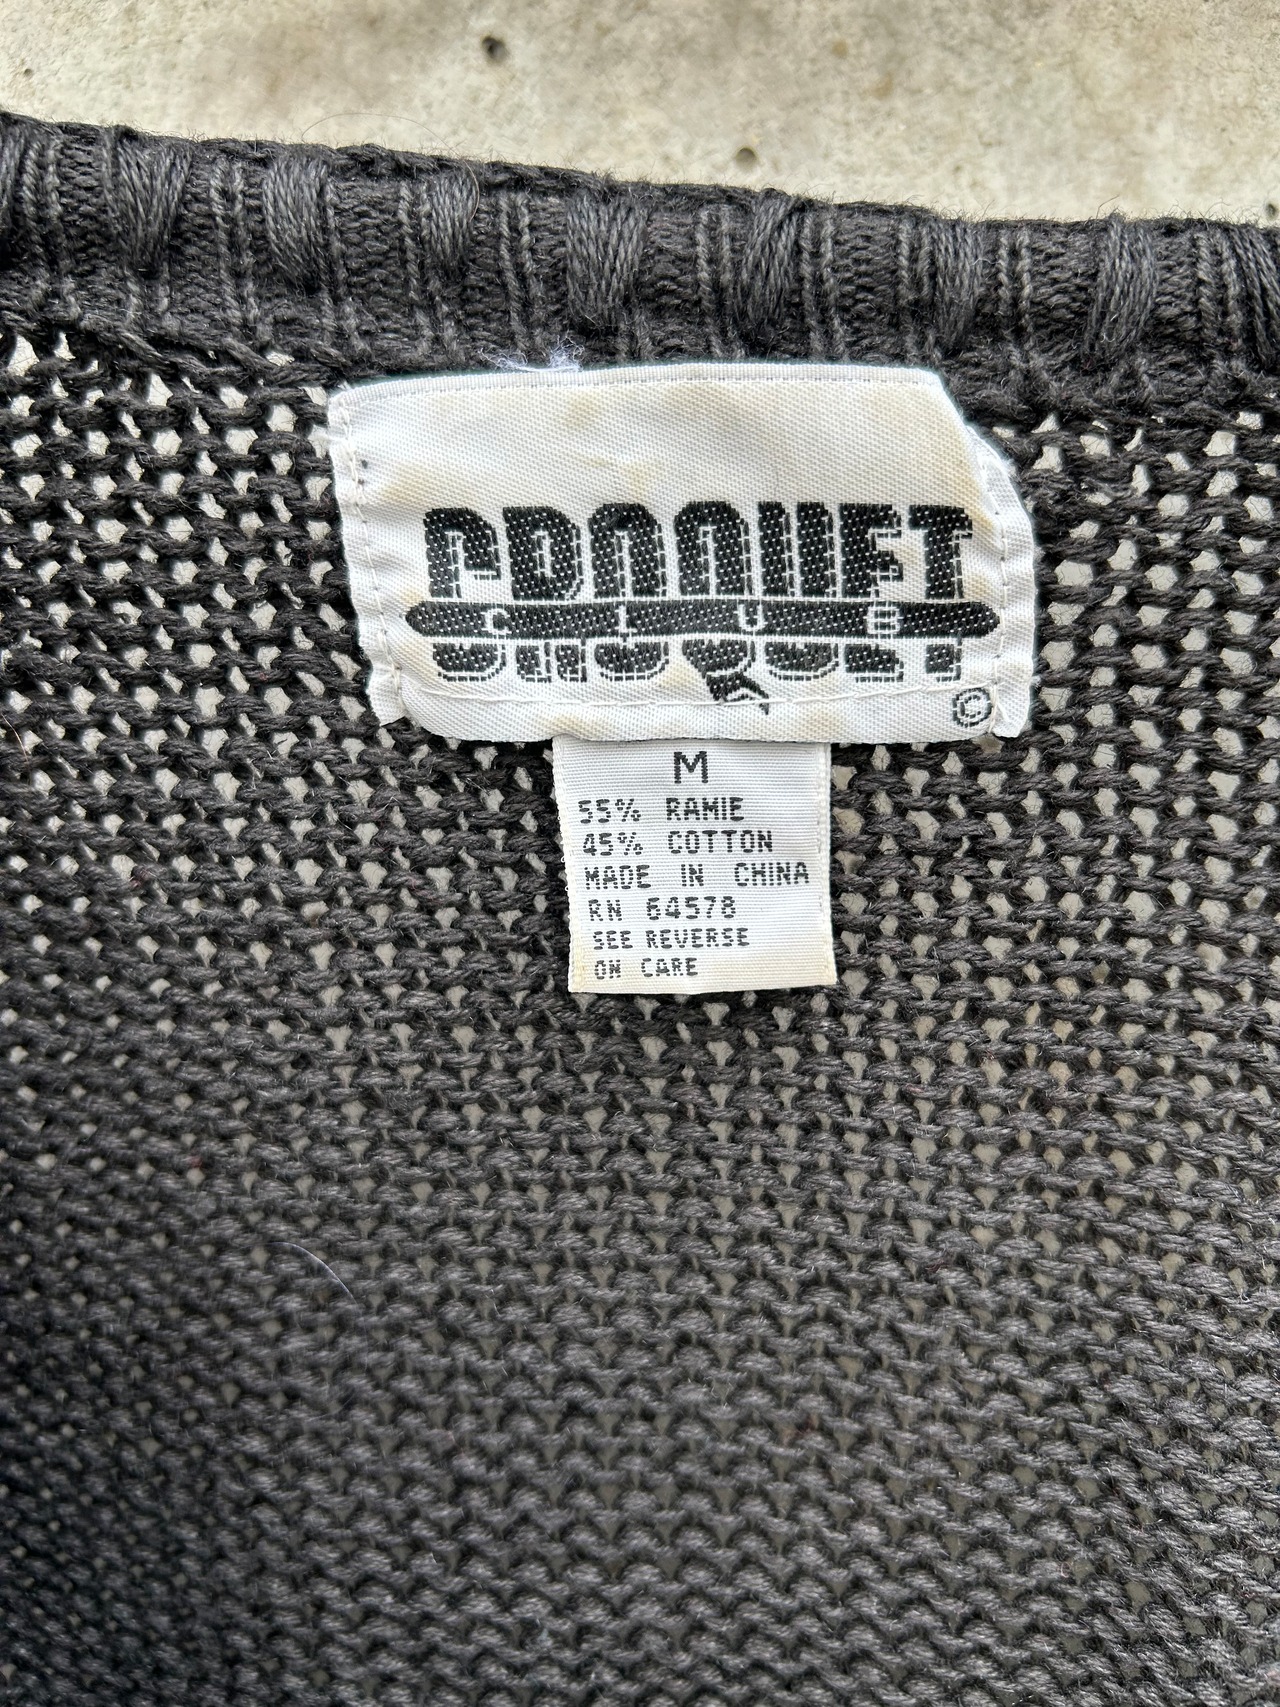 CROQUET
CLUB
©
M
55% RAMIE
45% COTTON
MADE IN CHINA
RN 64578
SEE REVERSE
ON CARE